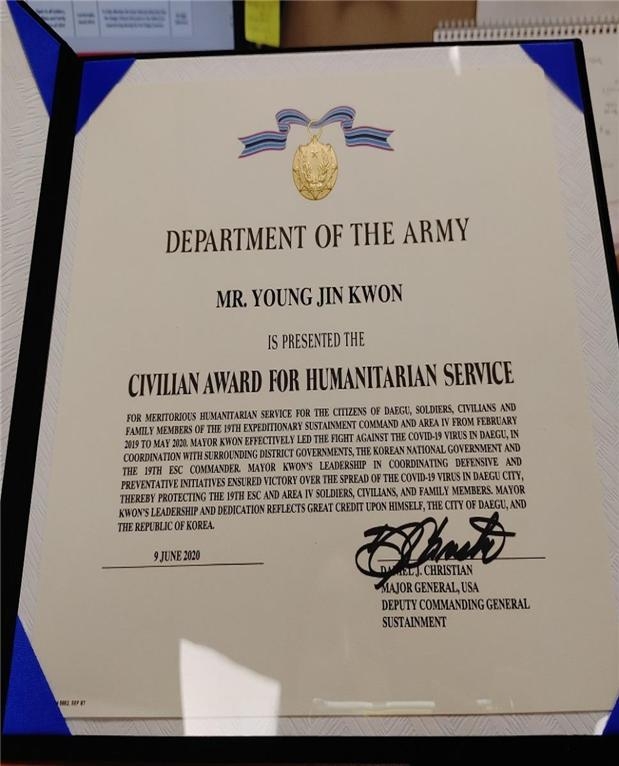 DEPARTMENT OF THE ARMY
MR. YOUNG JIN KWON
IS PRESENTED THE
CIVILIAN AWARD FOR HUMANITARIAN SERVICE
FOR MERITORIOUS HUMANITARIAN SERVICE FOR THE CITIZENS OF DAEGU, SOLDIERS, CIVILIANS AND
FAMILY MEMBERS OF THE 19TH EXPEDITIONARY SUSTAINMENT COMMAND AND AREA IV FROM FEBRUARY
2019 TO MAY 2020. MAYOR KWON EFFECTIVELY LED THE FIGHT AGAINST THE COVID-19 VIRUS IN DAEGU, IN
COORDINATION WITH SURROUNDING DISTRICT GOVERNMENTS, THE KOREAN NATIONAL GOVERNMENT AND
THE 19TH ESC COMMANDER. MAYOR KWON'S LEADERSHIP IN COORDINATING DEFENSIVE AND
PREVENTATIVE INITIATIVES ENSURED VICTORY OVER THE SPREAD OF THE COVID-19 VIRUS IN DAEGU CITY,
THEREBY PROTECTING THE 19TH ESC AND AREA IV SOLDIERS, CIVILIANS, AND FAMILY MEMBERS. MAYOR
KWON'S LEADERSHIP AND DEDICATION REFLECTS GREAT CREDIT UPON HIMSELF, THE CITY OF DAEGU, AND
THE REPUBLIC OF KOREA.
9 JUNE 2020
DANIEL J. CHRISTIAN
MAJOR GENERAL, USA
DEPUTY COMMANDING GENERAL
SUSTAINMENT
SEP 87